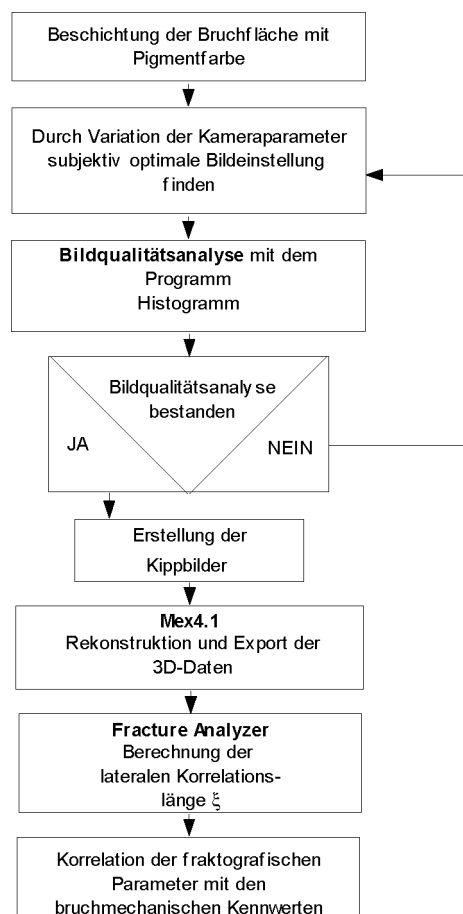 Beschichtung der Bruchfläche mit
Pigmentfarbe
Durch Variation der Kameraparameter
subjektiv optimale Bildeinstellung
finden
Bildqualitätsanalyse mit dem
Programm
Histogramm
Bildqualitätsanalyse
bestanden
JA
NEIN
Erstellung der
Kippbilder
Mex4.1
Rekonstruktion und Export der
3D-Daten
Fracture Analyzer
Berechnung der
lateralen Korrelations-
länge ξ
Korrelation der fraktografischen
Parameter mit den
bruchmechanischen Kennwerten